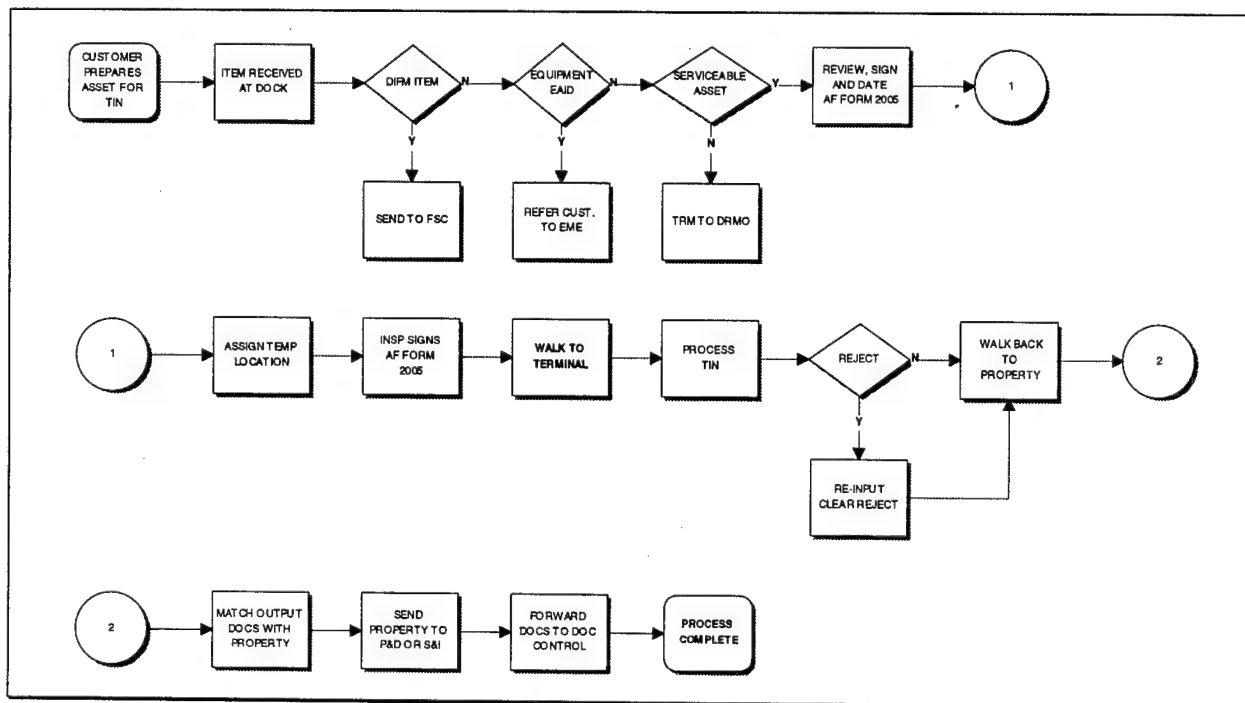 CUSTOMER
PREPARES
ASSET FOR
TIN
ITEM RECEIVED
AT DOCK
DIFM ITEM
N
EQUIPMENT
EAID
N
SERVICEABLE
ASSET
Y
REVIEW, SIGN
AND DATE
AF FORM 2005
1
Y
Y
N
SEND TO FSC
REFER CUST.
TO EME
TRM TO DRMO
1
ASSIGN TEMP
LOCATION
INSP SIGNS
AF FORM
2005
WALK TO
TERMINAL
PROCESS
TIN
REJECT
N
WALK BACK
TO
PROPERTY
2
Y
RE-INPUT
CLEAR REJECT
2
MATCH OUTPUT
DOCS WITH
PROPERTY
SEND
PROPERTY TO
P&D OR S&I
FORWARD
DOCS TO DOC
CONTROL
PROCESS
COMPLETE